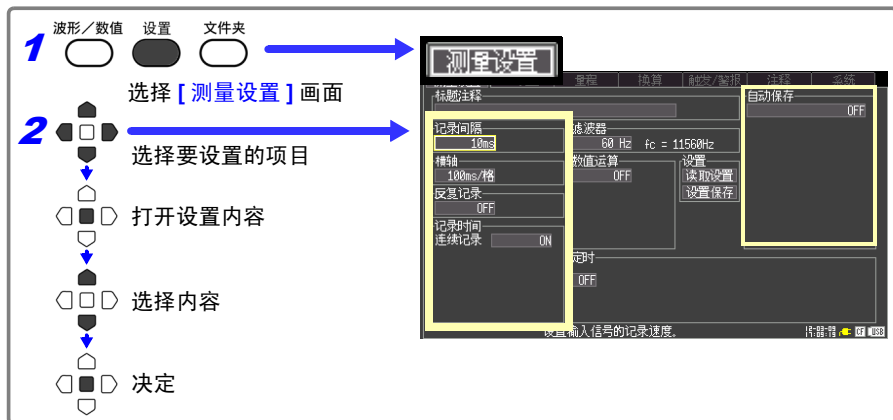 1 波形／数值 设置 文件夹
选择 [ 测量设置 ] 画面
2
选择要设置的项目
打开设置内容
选择内容
决定
测量设置
量程 换算 触发/警报 注释 系统
标题注释
自动保存
OFF
记录间隔
10ms
滤波器
60 Hz fc = 11560Hz
横轴
100ms/格
数值运算
OFF
设置
读取设置
设置保存
反复记录
OFF
记录时间
连续记录 ON
定时
OFF
设置输入信号的记录速度。
CF USB